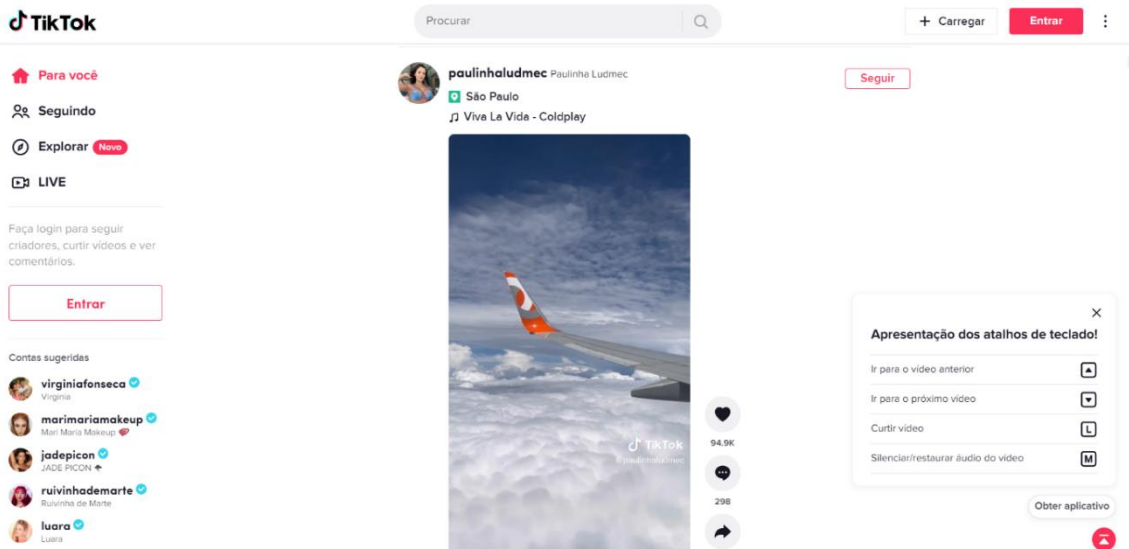 TikTok
Procurar
+ Carregar
Entrar
Para você
Seguindo
Explorar Novo
LIVE
Faça login para seguir
criadores, curtir vídeos e ver
comentários.
Entrar
Contas sugeridas
virginiafonseca
Virginia
marimariamakeup
Mari Maria Makeup
jadepicon
JADE PICON
ruivinhademarte
Ruivinha de Marte
luara
Luara
paulinhaludmec Paulinha Ludmec
Seguir
São Paulo
Viva La Vida - Coldplay
TikTok
@paulinhaludmec
94.9K
298
Apresentação dos atalhos de teclado!
Ir para o vídeo anterior
Ir para o próximo vídeo
Curtir vídeo L
Silenciar/restaurar áudio do vídeo M
Obter aplicativo